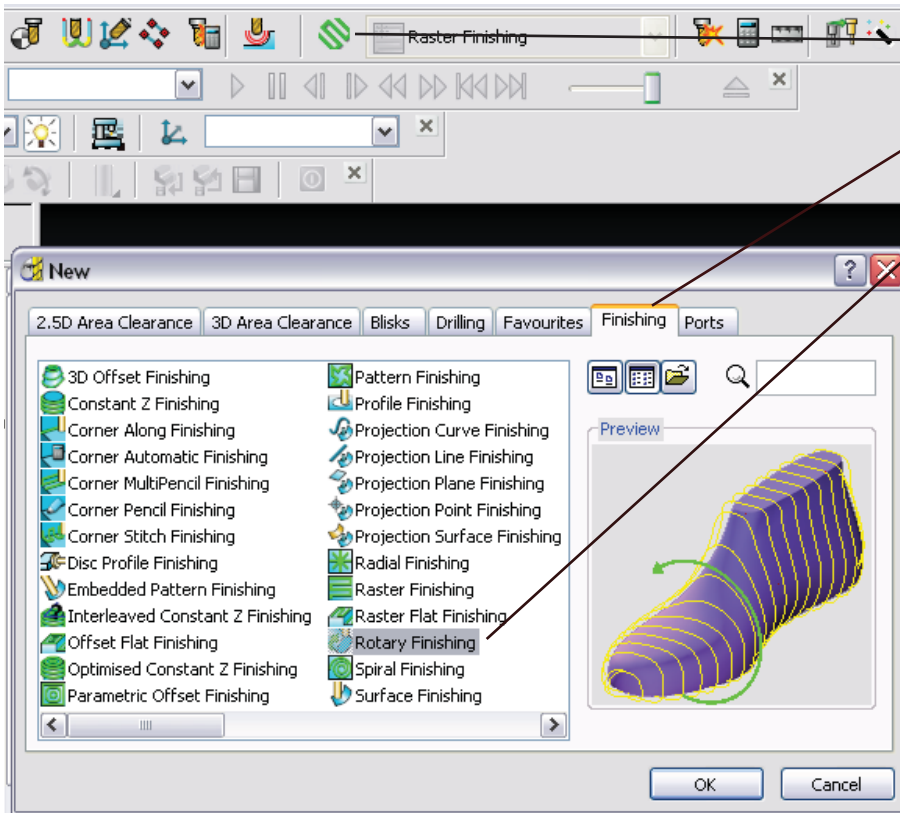 Raster Finishing
New
2.5D Area Clearance 3D Area Clearance Blisks Drilling Favourites Finishing Ports
3D Offset Finishing
Constant Z Finishing
Corner Along Finishing
Corner Automatic Finishing
Corner MultiPencil Finishing
Corner Pencil Finishing
Corner Stitch Finishing
Disc Profile Finishing
Embedded Pattern Finishing
Interleaved Constant Z Finishing
Offset Flat Finishing
Optimised Constant Z Finishing
Parametric Offset Finishing
Pattern Finishing
Profile Finishing
Projection Curve Finishing
Projection Line Finishing
Projection Plane Finishing
Projection Point Finishing
Projection Surface Finishing
Radial Finishing
Raster Finishing
Raster Flat Finishing
Rotary Finishing
Spiral Finishing
Surface Finishing
Preview
OK Cancel